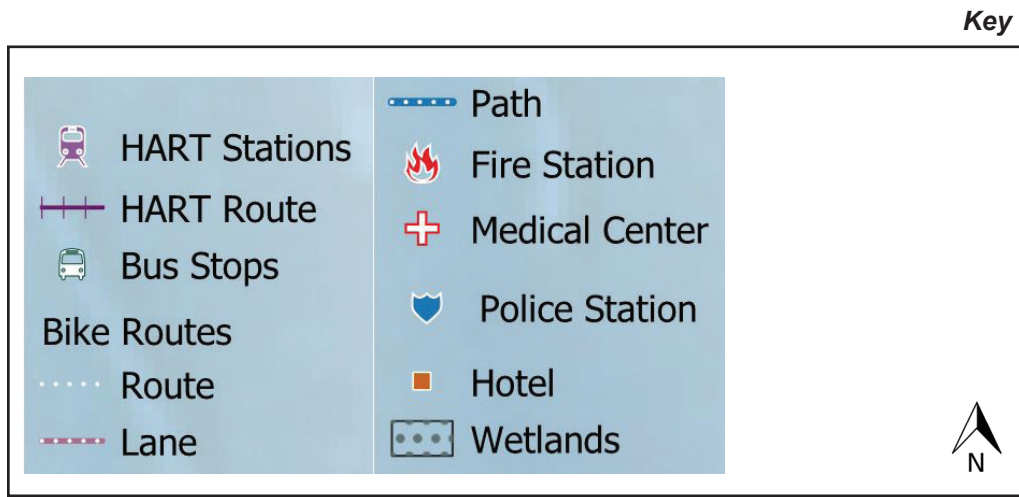 Key
HART Stations
HART Route
Bus Stops
Bike Routes
Route
Lane
Path
Fire Station
Medical Center
Police Station
Hotel
Wetlands
N